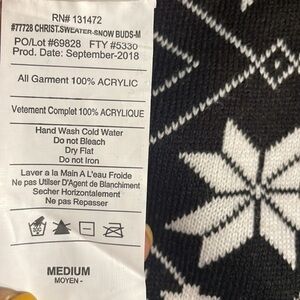 RN# 131472
#77728 CHRIST.SWEATER-SNOW BUDS-M
PO/Lot #69828 FTY #5330
Prod. Date: September-2018
All Garment 100% ACRYLIC
Vetement Complet 100% ACRYLIQUE
Hand Wash Cold Water
Do not Bleach
Dry Flat
Do not Iron
Laver a la Main A L'eau Froide
Ne pas Utiliser D'Agent de Blanchiment
Secher Horizontalement
Ne pas Repasser
MEDIUM
MOYEN -